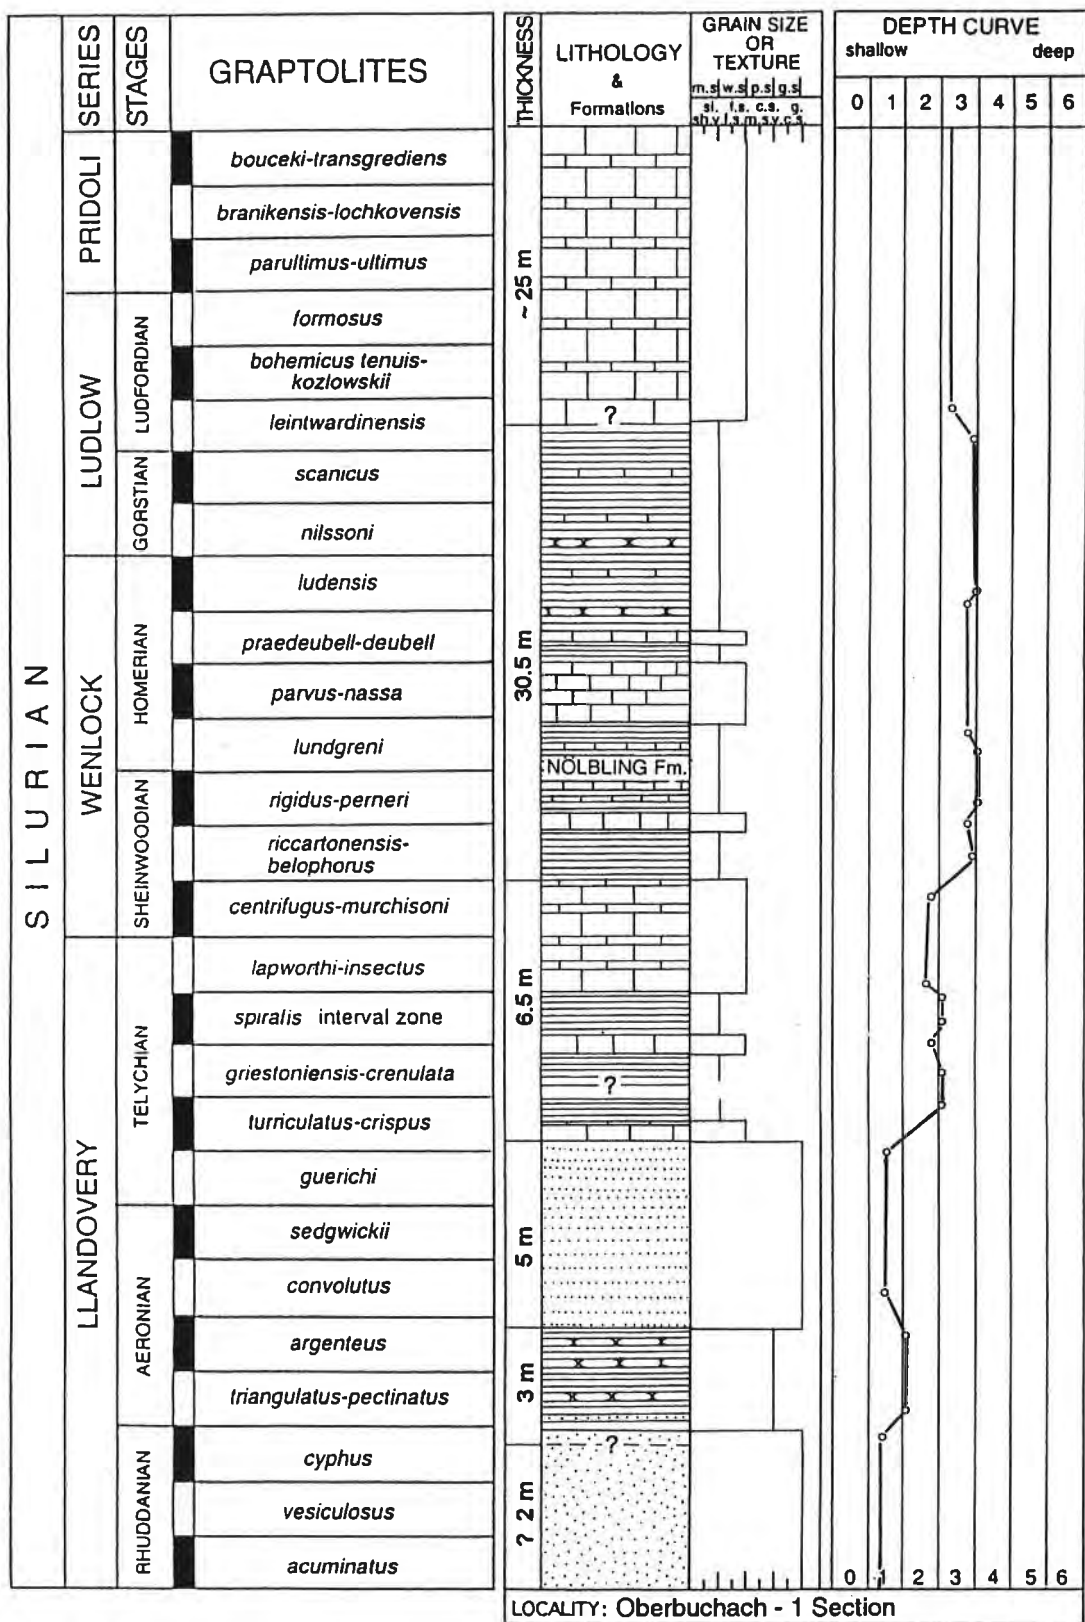 SILURIAN
SERIES
STAGES
GRAPTOLITES
THICKNESS
LITHOLOGY
&
Formations
GRAIN SIZE
OR
TEXTURE
m.s w.s p.s g.s
si. f.s. c.s. g.
sh.v.f.s.m.s.v.c.s.
DEPTH CURVE
shallow deep
0 1 2 3 4 5 6
PRIDOLI
bouceki-transgrediens
branikensis-lochkovensis
parultimus-ultimus
LUDLOW
LUDFORDIAN
formosus
bohemicus tenuis-
kozlowskii
leintwardinensis
GORSTIAN
scanicus
nilssoni
WENLOCK
HOMERIAN
ludensis
praedeubell-deubell
parvus-nassa
lundgreni
SHEINWOODIAN
rigidus-perneri
riccartonensis-
belophorus
centrifugus-murchisoni
LLANDOVERY
TELYCHIAN
lapworthi-insectus
spiralis interval zone
griestoniensis-crenulata
turriculatus-crispus
guerichi
AERONIAN
sedgwickii
convolutus
argenteus
triangulatus-pectinatus
RHUDDANIAN
cyphus
vesiculosus
acuminatus
~ 25 m
?
30.5 m
NÖLBLING Fm.
6.5 m
?
5 m
3 m
?
? 2 m
0 1 2 3 4 5 6
LOCALITY: Oberbuchach - 1 Section